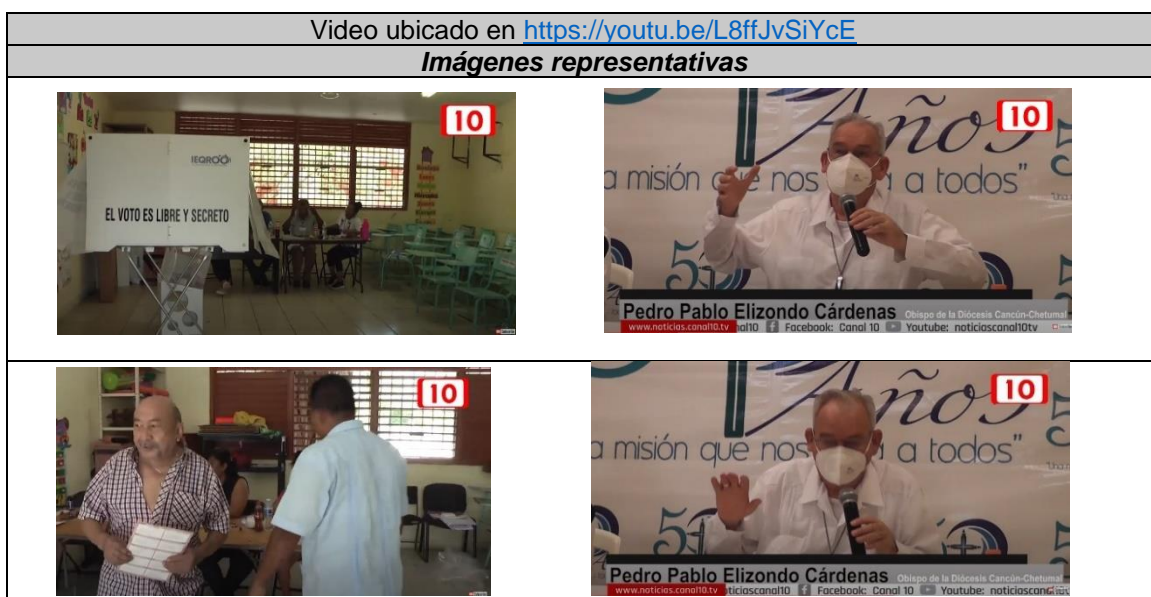 Video ubicado en https://youtu.be/L8ffJvSiYcE
Imágenes representativas
10
IEQROO
EL VOTO ES LIBRE Y SECRETO
Años
10
misión nos a todos"
Pedro Pablo Elizondo Cárdenas Obispo de la Diócesis Cancún-Chetumal
www.noticias.canal10.tv al10 Facebook: Canal 10 Youtube: noticiascanal10tv
10
Años
10
a misión que nos a todos"
Pedro Pablo Elizondo Cárdenas Obispo de la Diócesis Cancún-Chetumal
www.noticias.canal10.tv ticiascanal10 Facebook: Canal 10 Youtube: noticiascanal